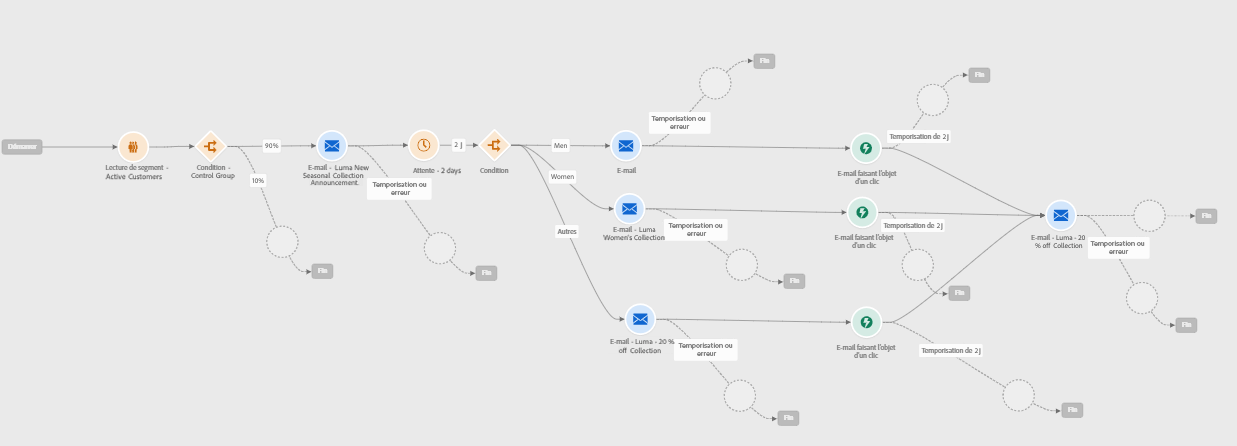 Démarrer
Lecture de segment -
Active Customers
Condition -
Control Group
90%
10%
Fin
E-mail - Luma New
Seasonal Collection
Announcement.
Temporisation ou
erreur
Fin
Attente - 2 days
2 j
Condition
Men
Women
Autres
E-mail
Temporisation ou
erreur
Fin
E-mail - Luma
Women's Collection
Temporisation ou
erreur
Fin
E-mail - Luma - 20 %
off Collection
Temporisation ou
erreur
Fin
E-mail faisant l'objet
d'un clic
Temporisation de 2 j
Fin
E-mail faisant l'objet
d'un clic
Temporisation de 2 j
Fin
E-mail faisant l'objet
d'un clic
Temporisation de 2 j
Fin
E-mail - Luma - 20
% off Collection
Temporisation ou
erreur
Fin
Fin